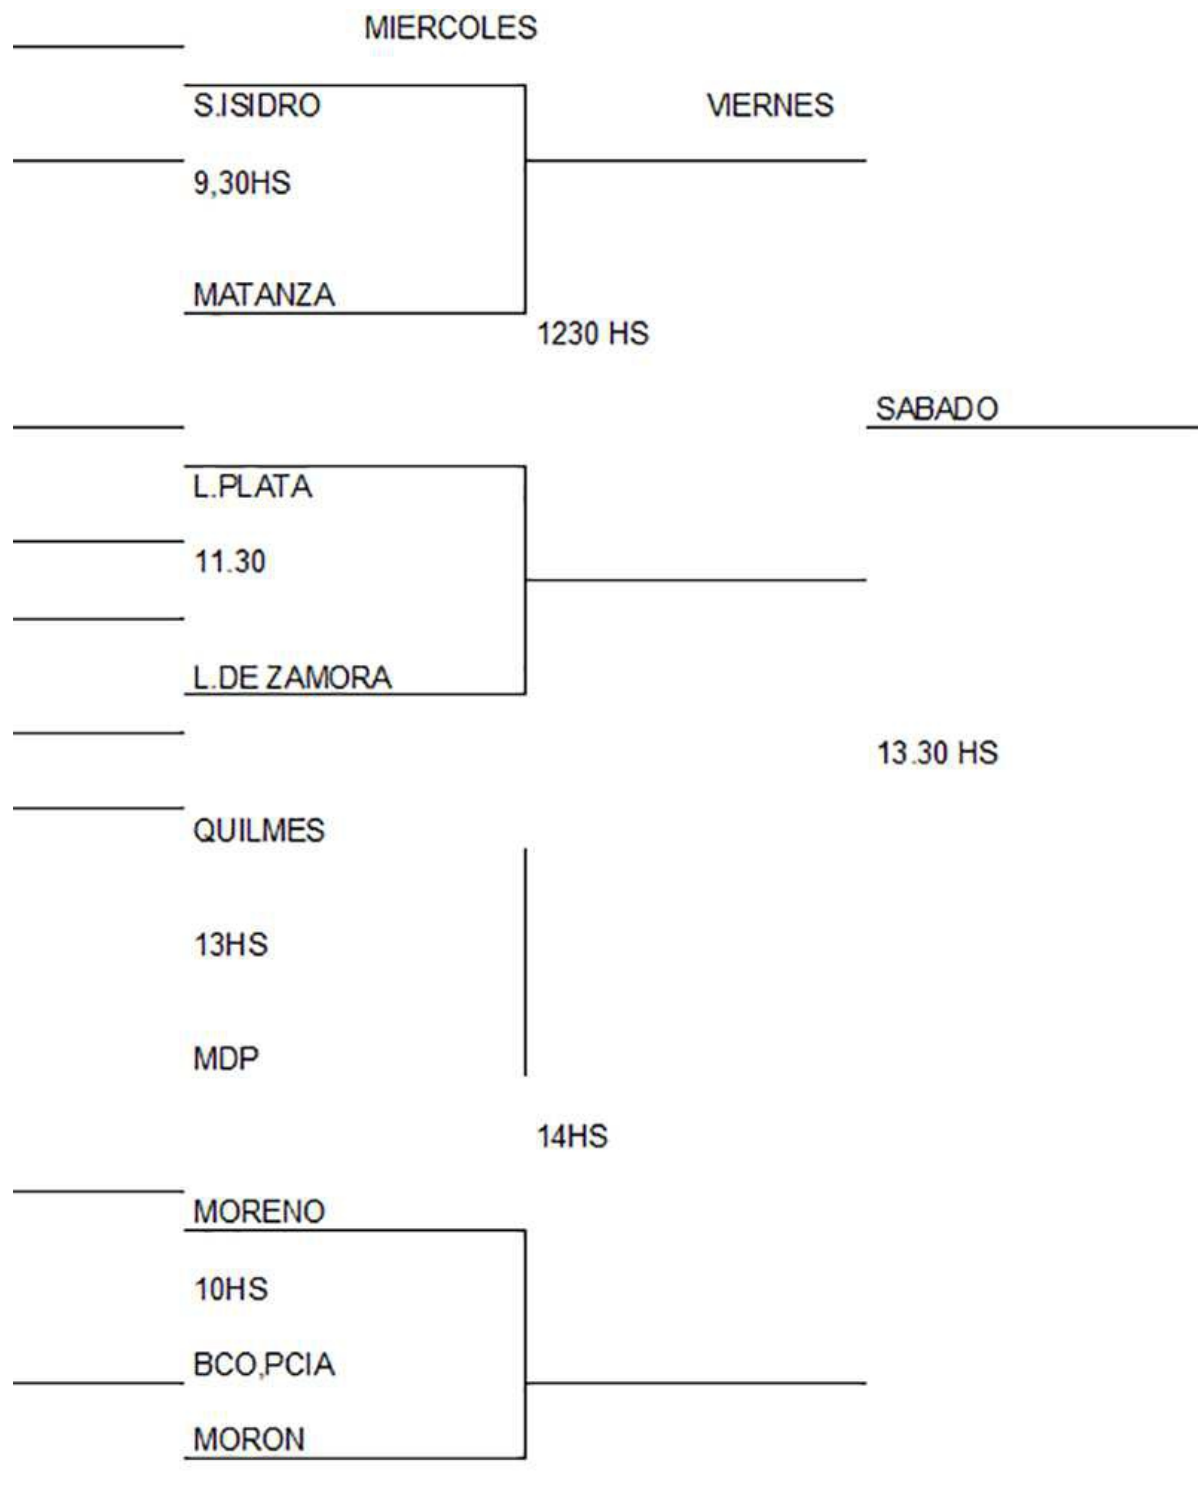 MIERCOLES
S.ISIDRO
VIERNES
9,30HS
MATANZA
1230 HS
SABADO
L.PLATA
11.30
L.DE ZAMORA
13.30 HS
QUILMES
13HS
MDP
14HS
MORENO
10HS
BCO,PCIA
MORON